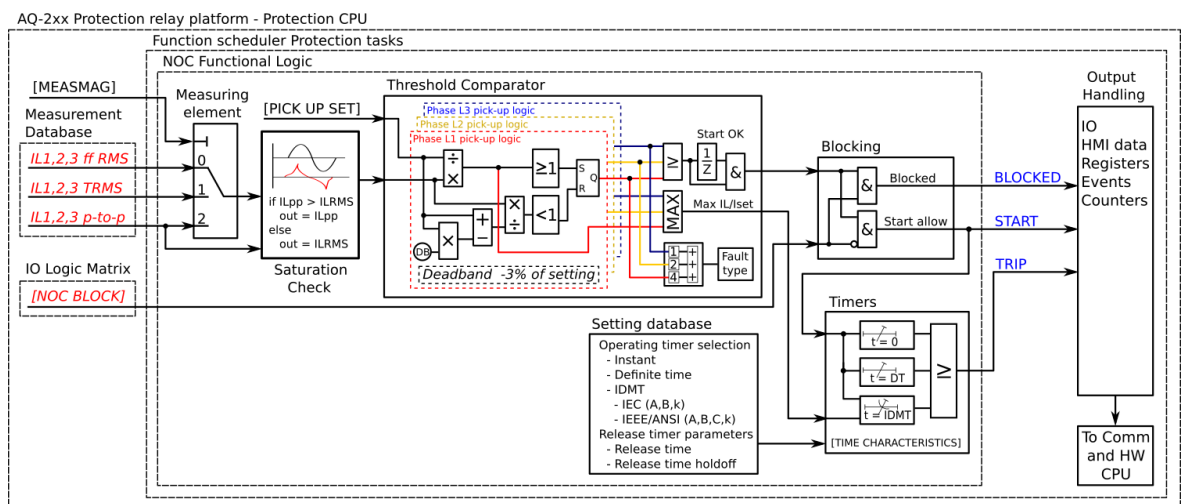 AQ-2xx Protection relay platform - Protection CPU
Function scheduler Protection tasks
NOC Functional Logic
[MEASMAG]
Measurement
Database
IL1,2,3 ff RMS
IL1,2,3 TRMS
IL1,2,3 p-to-p
IO Logic Matrix
[NOC BLOCK]
Measuring
element
0
1
2
[PICK UP SET]
if ILpp > ILRMS
out = ILpp
else
out = ILRMS
Saturation
Check
Threshold Comparator
Phase L3 pick-up logic
Phase L2 pick-up logic
Phase L1 pick-up logic
÷
×
≥1
S
R
Q
×
÷
<1
+
−
×
DB
Deadband -3% of setting
≥
Start OK
1
Z
&
MAX
Max IL/Iset
1 +
2
4 +
Fault
type
Blocking
&
Blocked
&
Start allow
BLOCKED
START
TRIP
Timers
t = 0
t = DT
t = IDMT
≥
[TIME CHARACTERISTICS]
Setting database
Operating timer selection
- Instant
- Definite time
- IDMT
- IEC (A,B,k)
- IEEE/ANSI (A,B,C,k)
Release timer parameters
- Release time
- Release time holdoff
Output
Handling
IO
HMI data
Registers
Events
Counters
To Comm
and HW
CPU